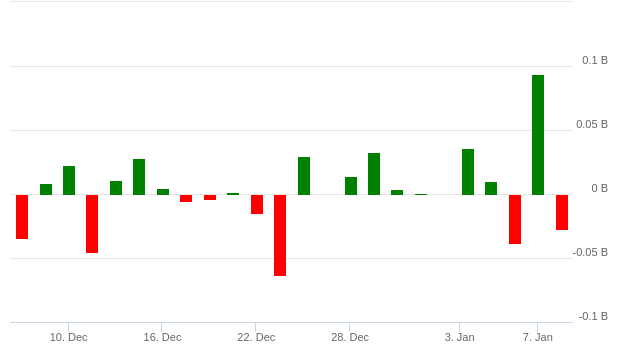 0.1 B
0.05 B
0 B
-0.05 B
-0.1 B
10. Dec
16. Dec
22. Dec
28. Dec
3. Jan
7. Jan